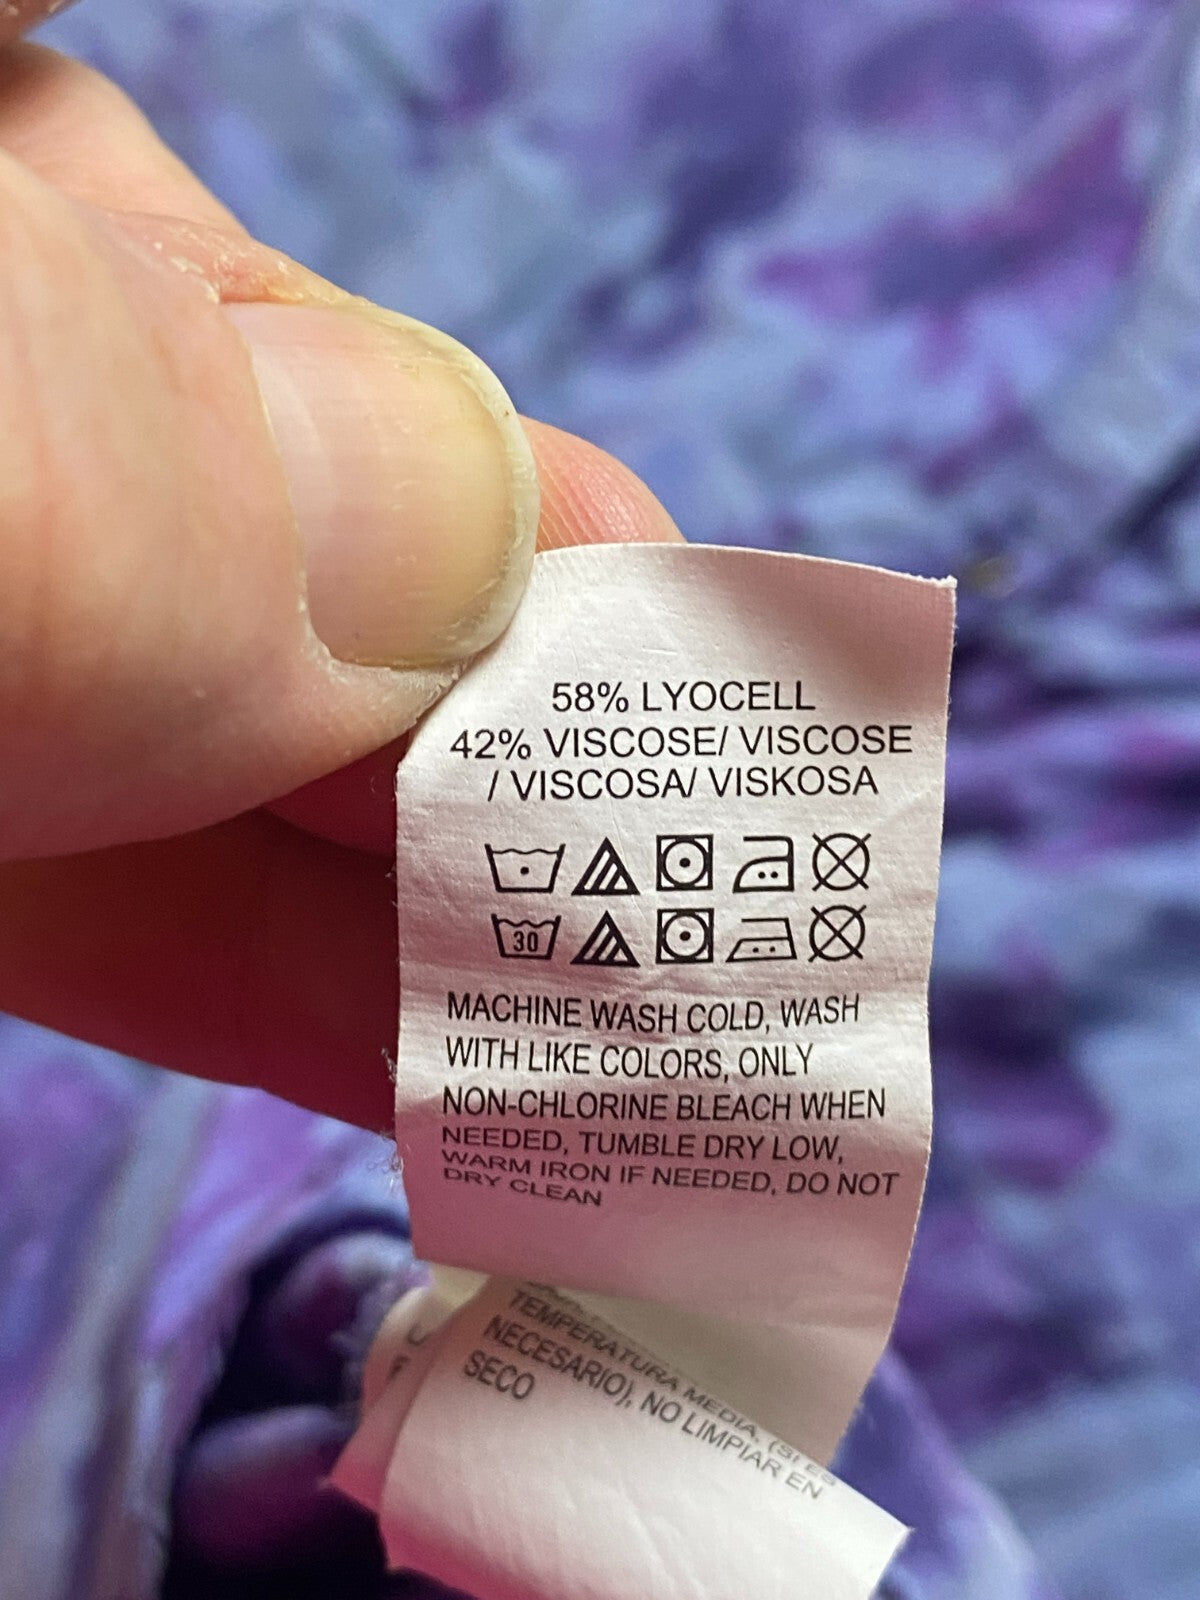 58% LYOCELL
42% VISCOSE/ VISCOSE
/ VISCOSA/ VISKOSA
30
MACHINE WASH COLD, WASH
WITH LIKE COLORS, ONLY
NON-CHLORINE BLEACH WHEN
NEEDED, TUMBLE DRY LOW,
WARM IRON IF NEEDED, DO NOT
DRY CLEAN
TEMPERATURA MEDIA, (SI ES
NECESARIO), NO LIMPIAR EN
SECO